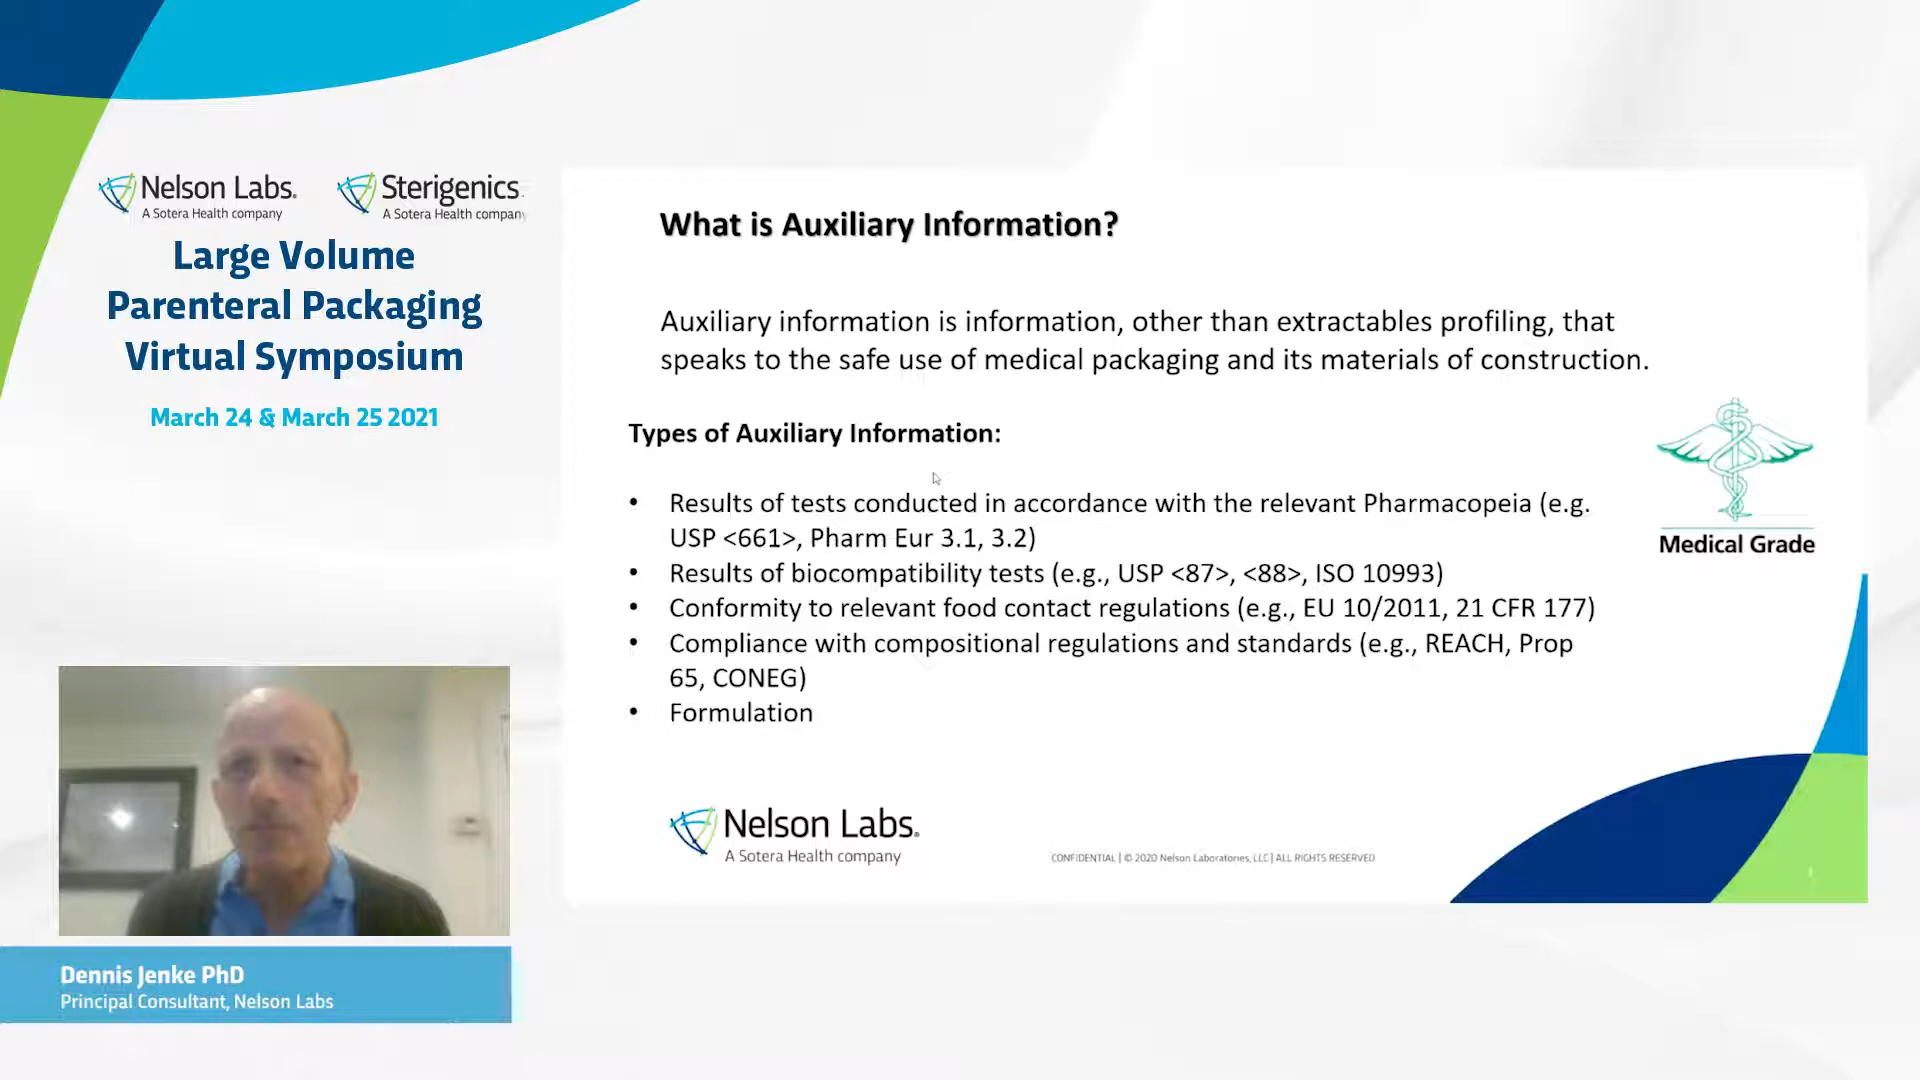 Nelson Labs.
A Sotera Health company
Sterigenics
A Sotera Health company
Large Volume
Parenteral Packaging
Virtual Symposium
March 24 & March 25 2021
What is Auxiliary Information?
Auxiliary information is information, other than extractables profiling, that
speaks to the safe use of medical packaging and its materials of construction.
Types of Auxiliary Information:
• Results of tests conducted in accordance with the relevant Pharmacopeia (e.g.
USP <661>, Pharm Eur 3.1, 3.2)
• Results of biocompatibility tests (e.g., USP <87>, <88>, ISO 10993)
• Conformity to relevant food contact regulations (e.g., EU 10/2011, 21 CFR 177)
• Compliance with compositional regulations and standards (e.g., REACH, Prop
65, CONEG)
• Formulation
Medical Grade
Nelson Labs.
A Sotera Health company
CONFIDENTIAL | © 2020 Nelson Laboratories, LLC | ALL RIGHTS RESERVED
Dennis Jenke PhD
Principal Consultant, Nelson Labs